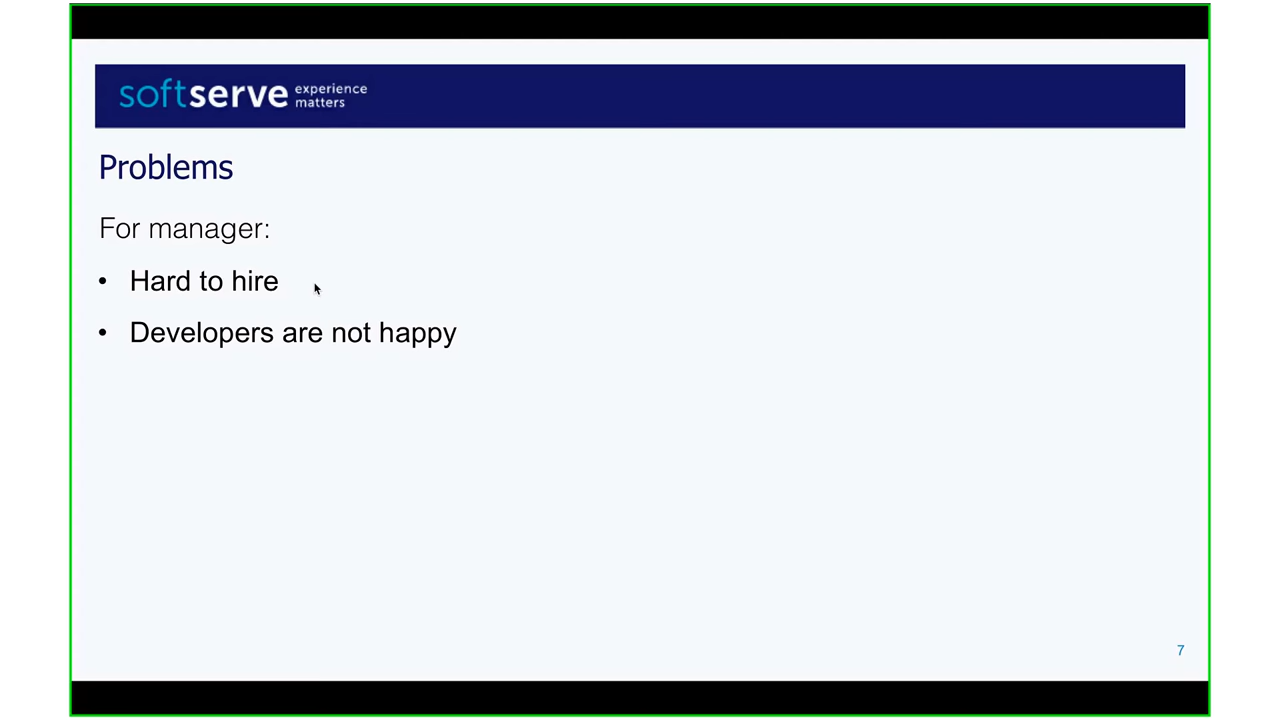 softserve experience matters
Problems
For manager:
• Hard to hire
• Developers are not happy
7